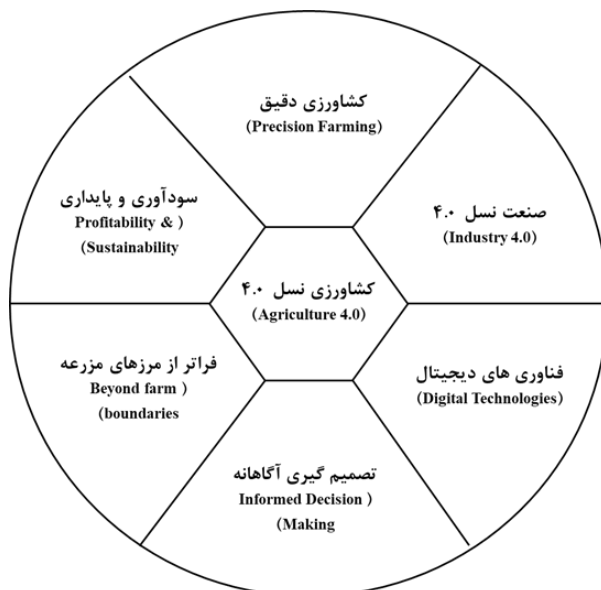 کشاورزی دقیق
(Precision Farming)
صنعت نسل ۴.۰
(Industry 4.0)
فناوری های دیجیتال
(Digital Technologies)
تصمیم گیری آگاهانه
(Informed Decision
Making)
فراتر از مرزهای مزرعه
(Beyond farm
boundaries)
سودآوری و پایداری
(Profitability &
Sustainability)
کشاورزی نسل ۴.۰
(Agriculture 4.0)